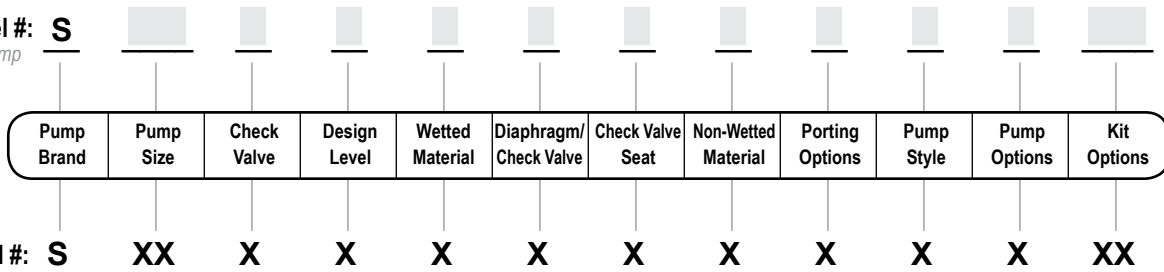 el #: S
mp
Pump Brand
Pump Size
Check Valve
Design Level
Wetted Material
Diaphragm/ Check Valve
Check Valve Seat
Non-Wetted Material
Porting Options
Pump Style
Pump Options
Kit Options
l #: S XX X X X X X X X X X XX